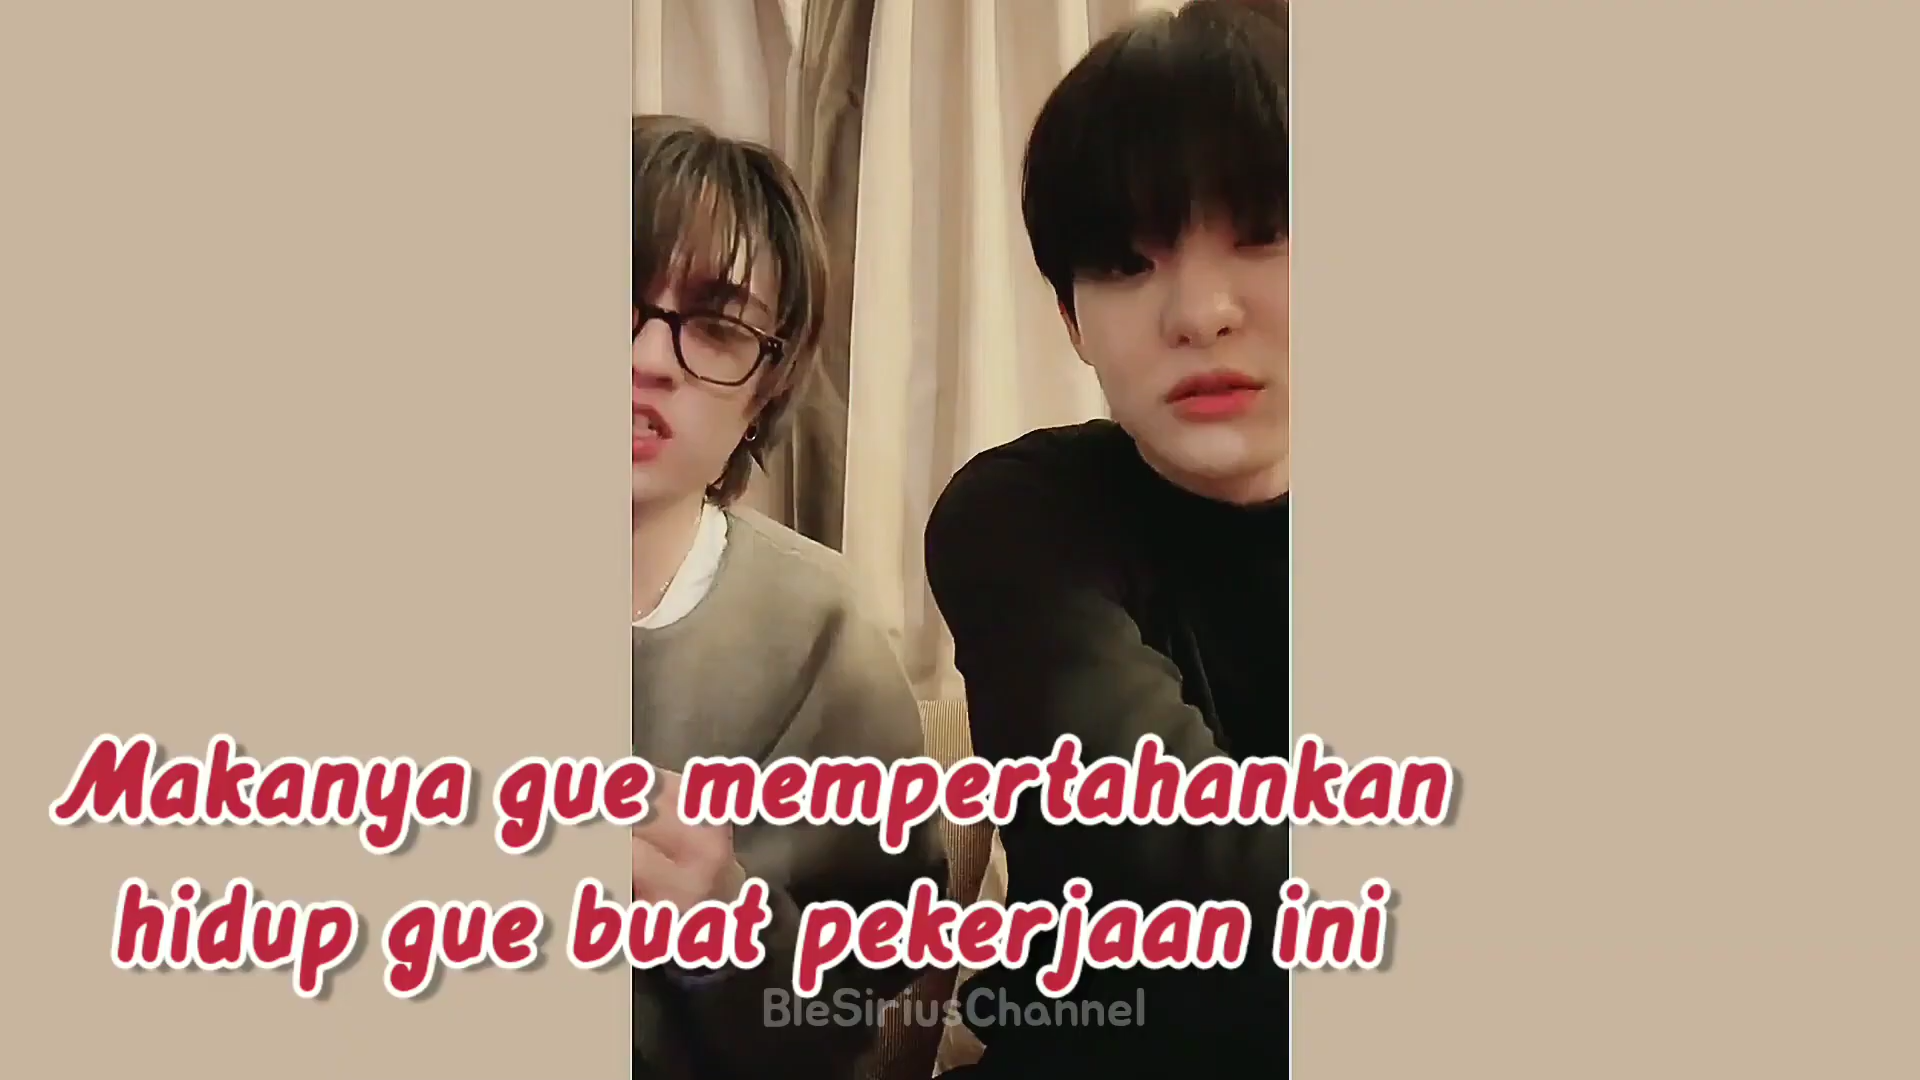 Makanya gue mempertahankan
hidup gue buat pekerjaan ini
BleSiriusChannel